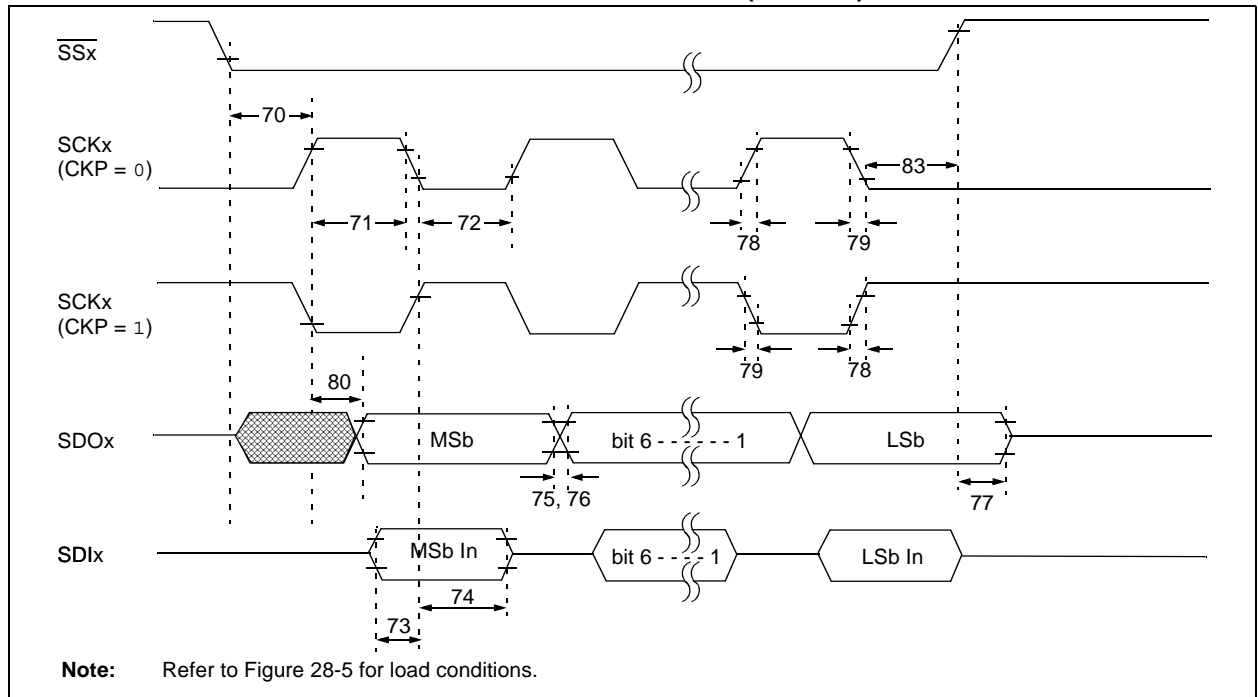 SSx
70
SCKx
(CKP = 0)
83
71
72
78
79
SCKx
(CKP = 1)
79
78
80
SDOx
MSb
bit 6 - - - - - - 1
LSb
75, 76
77
SDIx
MSb In
bit 6 - - - - 1
LSb In
74
73
Note: Refer to Figure 28-5 for load conditions.